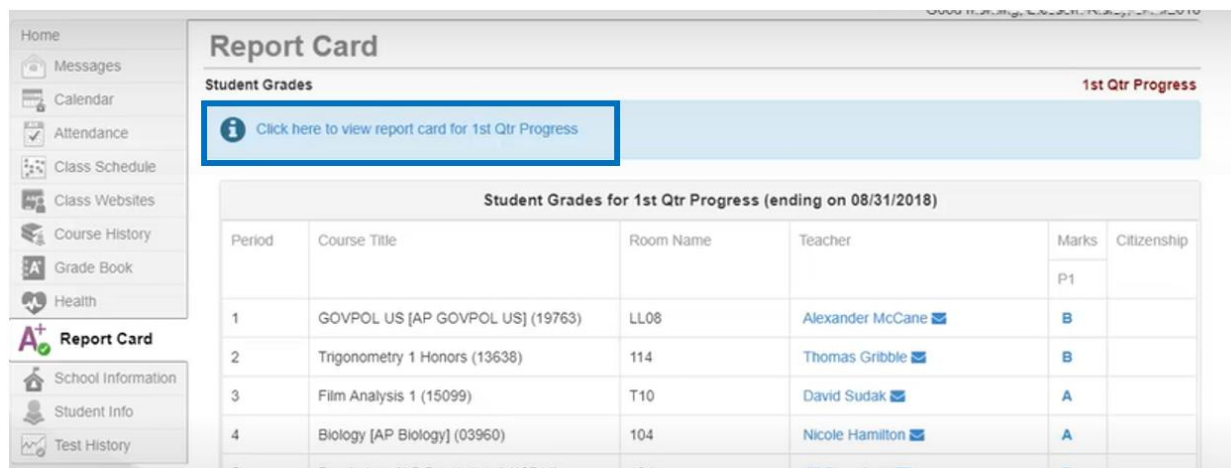 Home
Messages
Calendar
Attendance
Class Schedule
Class Websites
Course History
Grade Book
Health
Report Card
School Information
Student Info
Test History
Report Card
Student Grades 1st Qtr Progress
Click here to view report card for 1st Qtr Progress
Student Grades for 1st Qtr Progress (ending on 08/31/2018)
Period Course Title Room Name Teacher Marks Citizenship
P1
1 GOVPOL US [AP GOVPOL US] (19763) LL08 Alexander McCane B
2 Trigonometry 1 Honors (13638) 114 Thomas Gribble B
3 Film Analysis 1 (15099) T10 David Sudak A
4 Biology [AP Biology] (03960) 104 Nicole Hamilton A